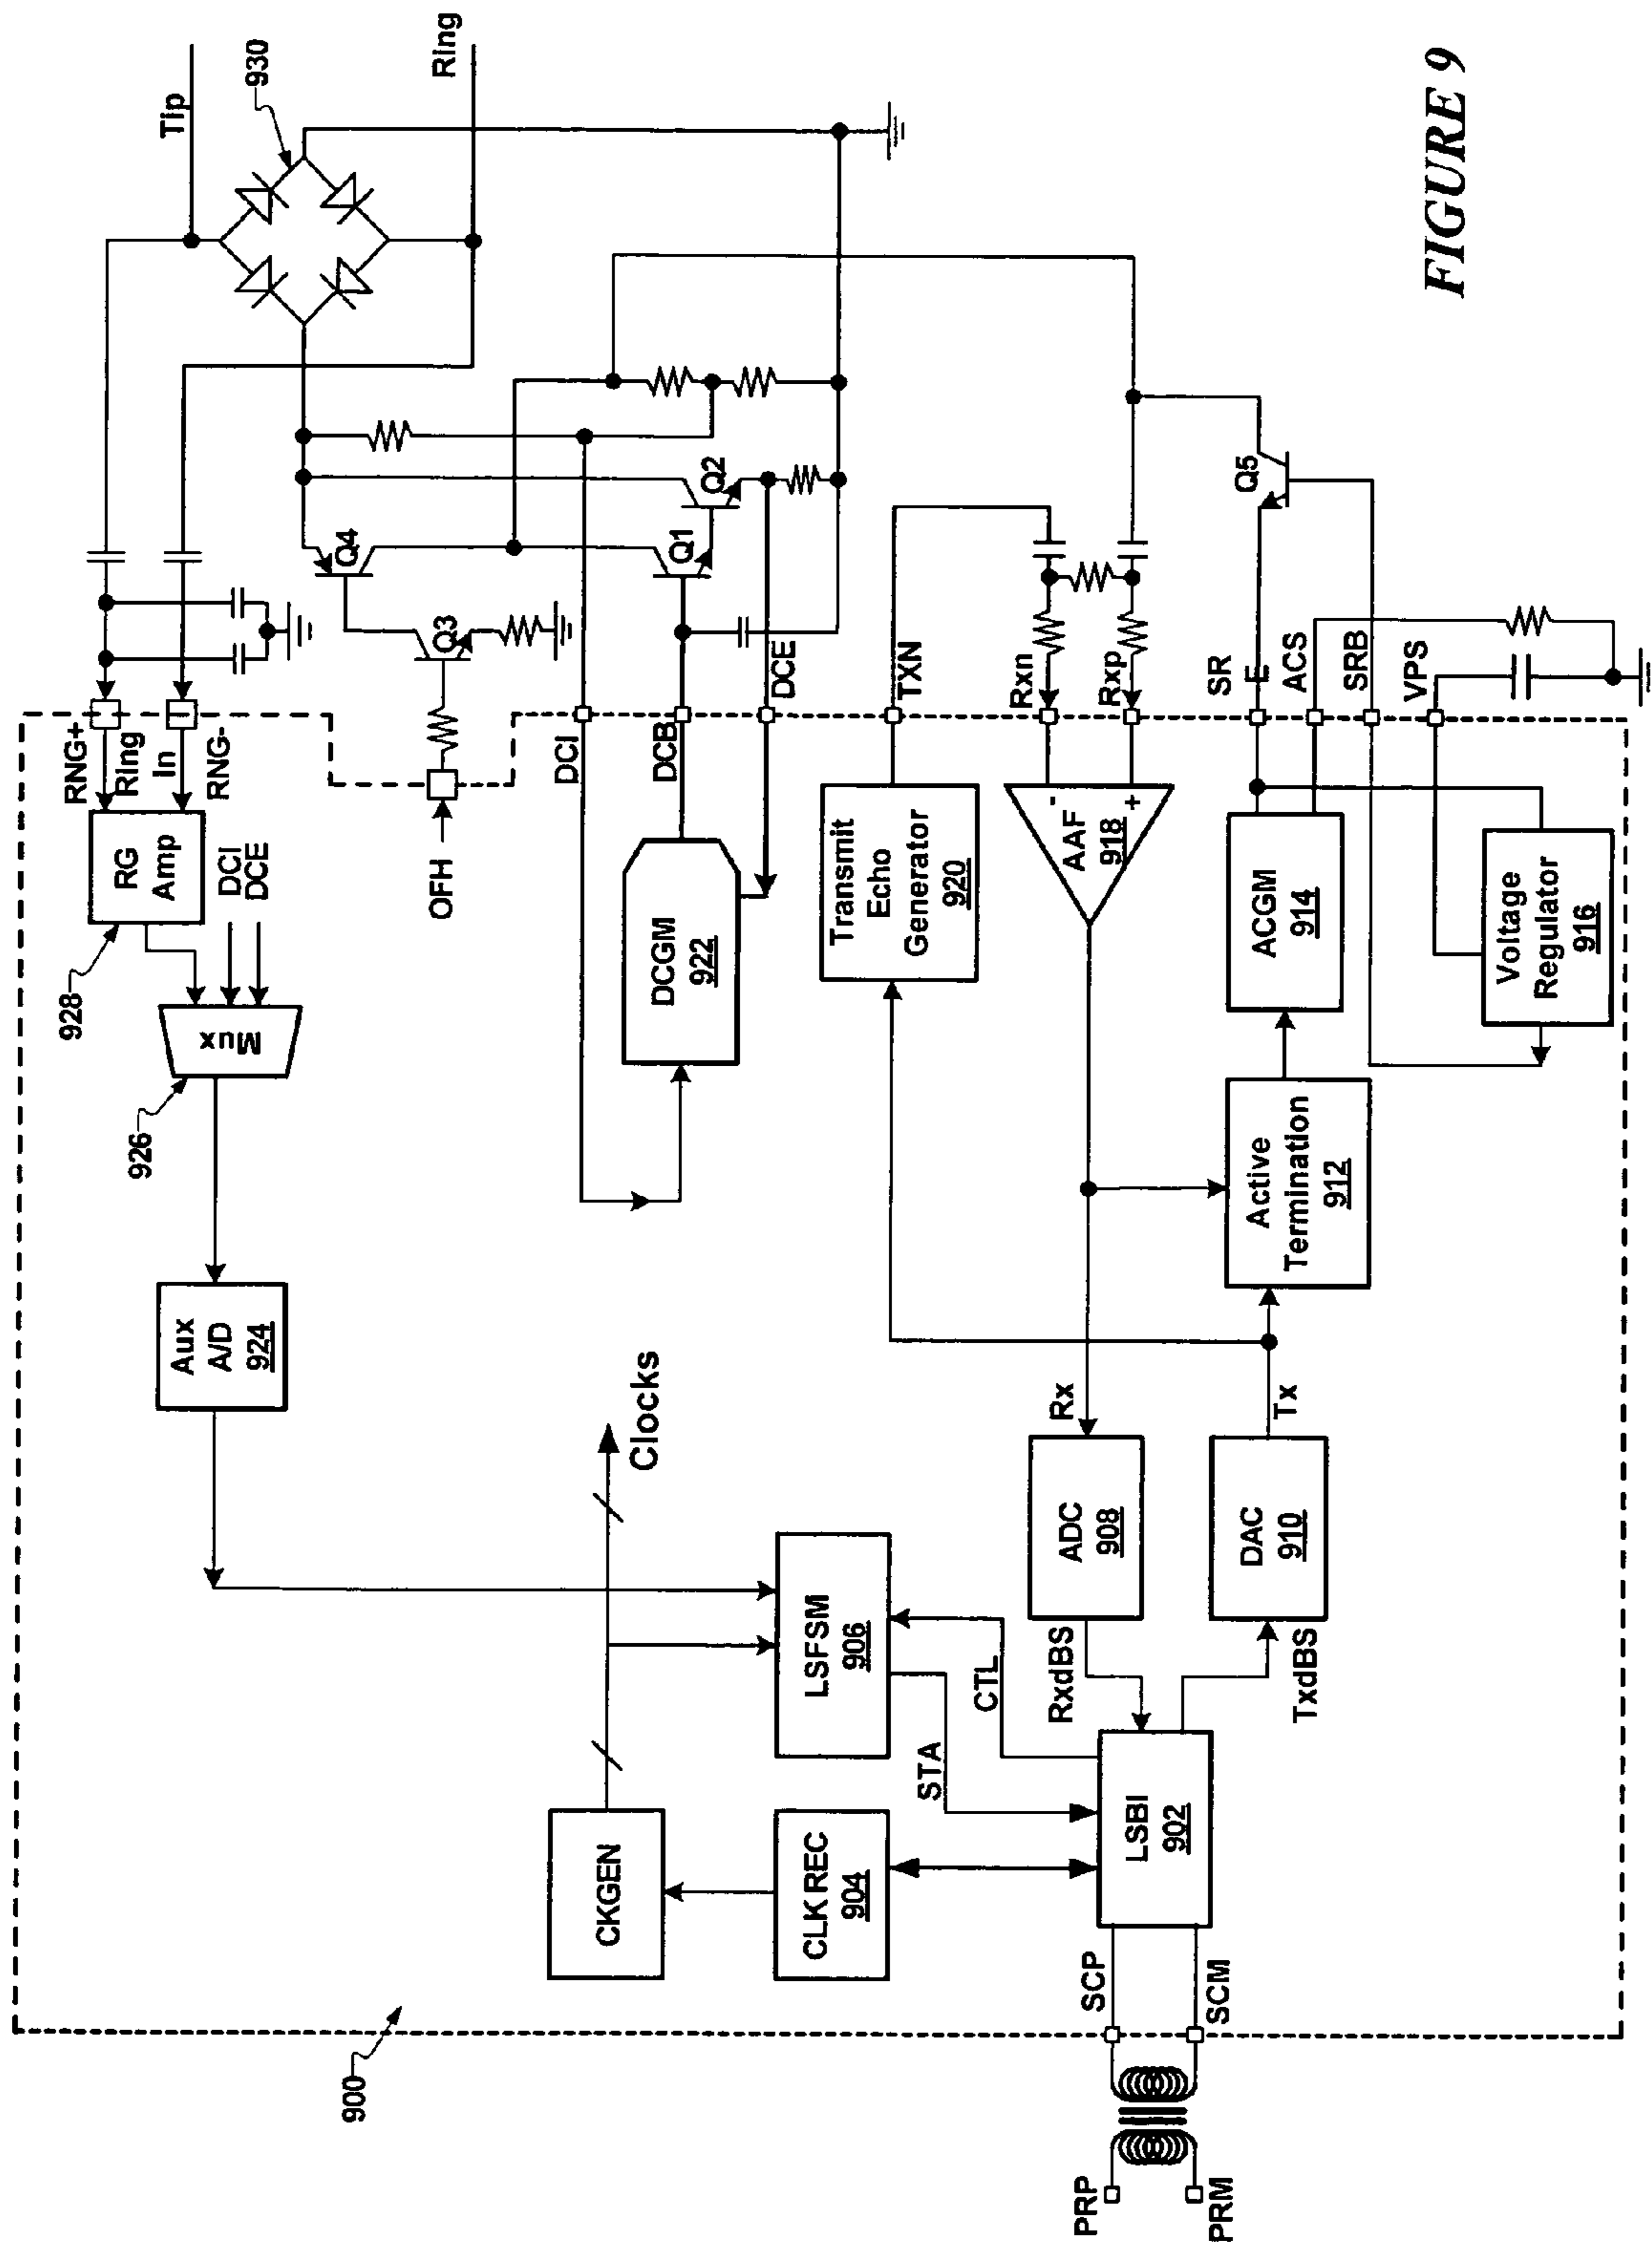 Tip
930
Ring
RNG+
Ring
In
RNG-
RG
Amp
928
DCI
DCE
Mux
926
Aux
A/D
924
Q4
Q3
Q1
Q2
OFH
DCI
DCB
DCE
DCGM
922
TXN
Transmit
Echo
Generator
920
Rxn
Rxp
-
+
AAF
918
Q5
SR
E
ACS
SRB
VPS
ACGM
914
Voltage
Regulator
916
Active
Termination
912
Clocks
CKGEN
CLK REC
904
LSFSM
906
STA
CTL
Rx
ADC
908
RxdBS
Tx
DAC
910
TxdBS
LSBI
902
SCP
SCM
PRP
PRM
900
FIGURE 9